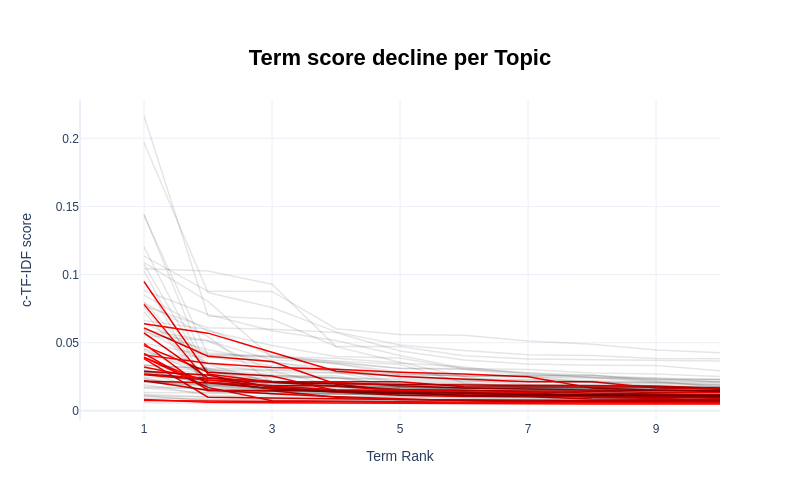 Term score decline per Topic
0.2
0.15
0.1
0.05
0
c-TF-IDF score
1 3 5 7 9
Term Rank